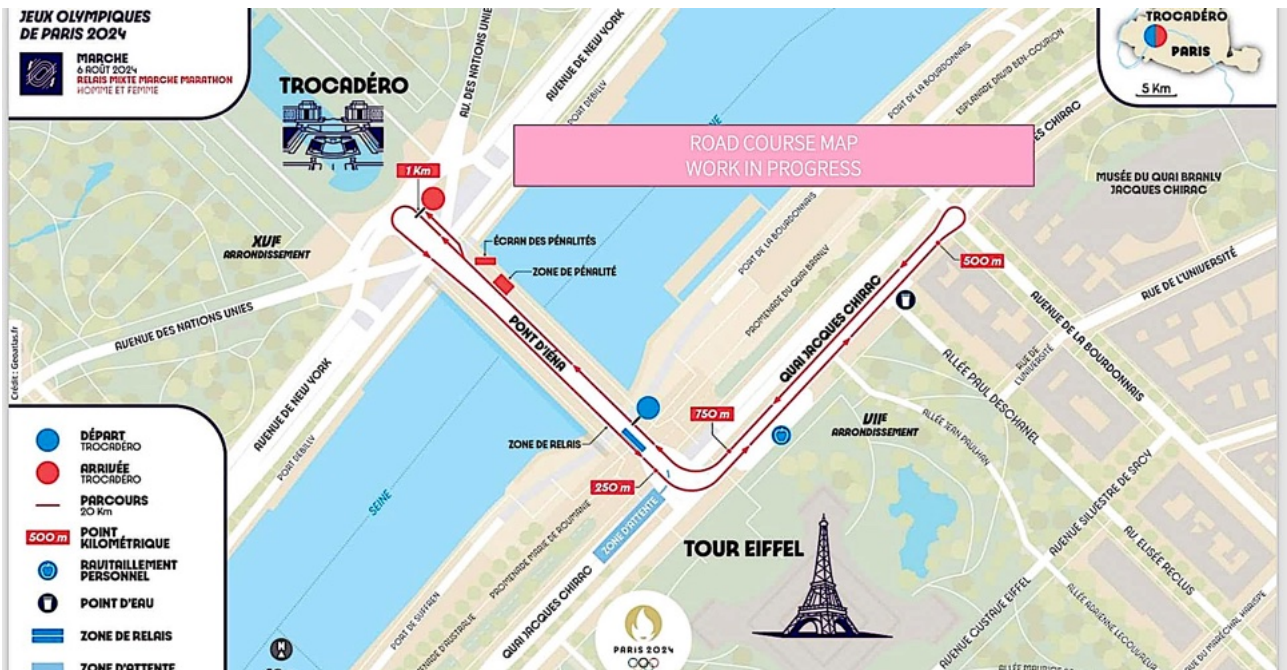 JEUX OLYMPIQUES
DE PARIS 2024
MARCHE
6 AOÛT 2024
RELAIS MIXTE MARCHE MARATHON
HOMME ET FEMME
TROCADÉRO
AV. DES NATIONS UNIES
AVENUE DE NEW YORK
PORT DEBILLY
PORT DE LA BOURDONNAIS
ESPLANADE DAVID BEN-GOURION
TROCADÉRO
PARIS
5 Km
ROAD COURSE MAP
WORK IN PROGRESS
ES CHIRAC
MUSÉE DU QUAI BRANLY
JACQUES CHIRAC
1 Km
XVIE
ARRONDISSEMENT
ÉCRAN DES PÉNALITÉS
ZONE DE PÉNALITÉ
PORT DE LA BOURDONNAIS
PROMENADE DU QUAI BRANLY
500 m
RUE DE L'UNIVERSITÉ
AVENUE DES NATIONS UNIES
PONT D'IÉNA
QUAI JACQUES CHIRAC
AVENUE DE LA BOURDONNAIS
RUE DE
L'UNIVERSITÉ
Crédit : Geoatlas.fr
AVENUE DE NEW YORK
PORT DEBILLY
ALLÉE PAUL DESCHANEL
ALLÉE JEAN PAULHAN
750 m
VIIE
ARRONDISSEMENT
ZONE DE RELAIS
250 m
ZONE D'ATTENTE
SEINE
AVENUE SILVESTRE DE SACY
AV. ELISÉE RECLUS
TOUR EIFFEL
PROMENADE MARIE DE ROUMANIE
PORT DE SUFFREN
QUAI JACQUES CHIRAC
AVENUE GUSTAVE EIFFEL
PARIS 2024
DÉPART
TROCADÉRO
ARRIVÉE
TROCADÉRO
PARCOURS
20 Km
500 m
POINT
KILOMÉTRIQUE
RAVITAILLEMENT
PERSONNEL
POINT D'EAU
ZONE DE RELAIS
ZONE D'ATTENTE